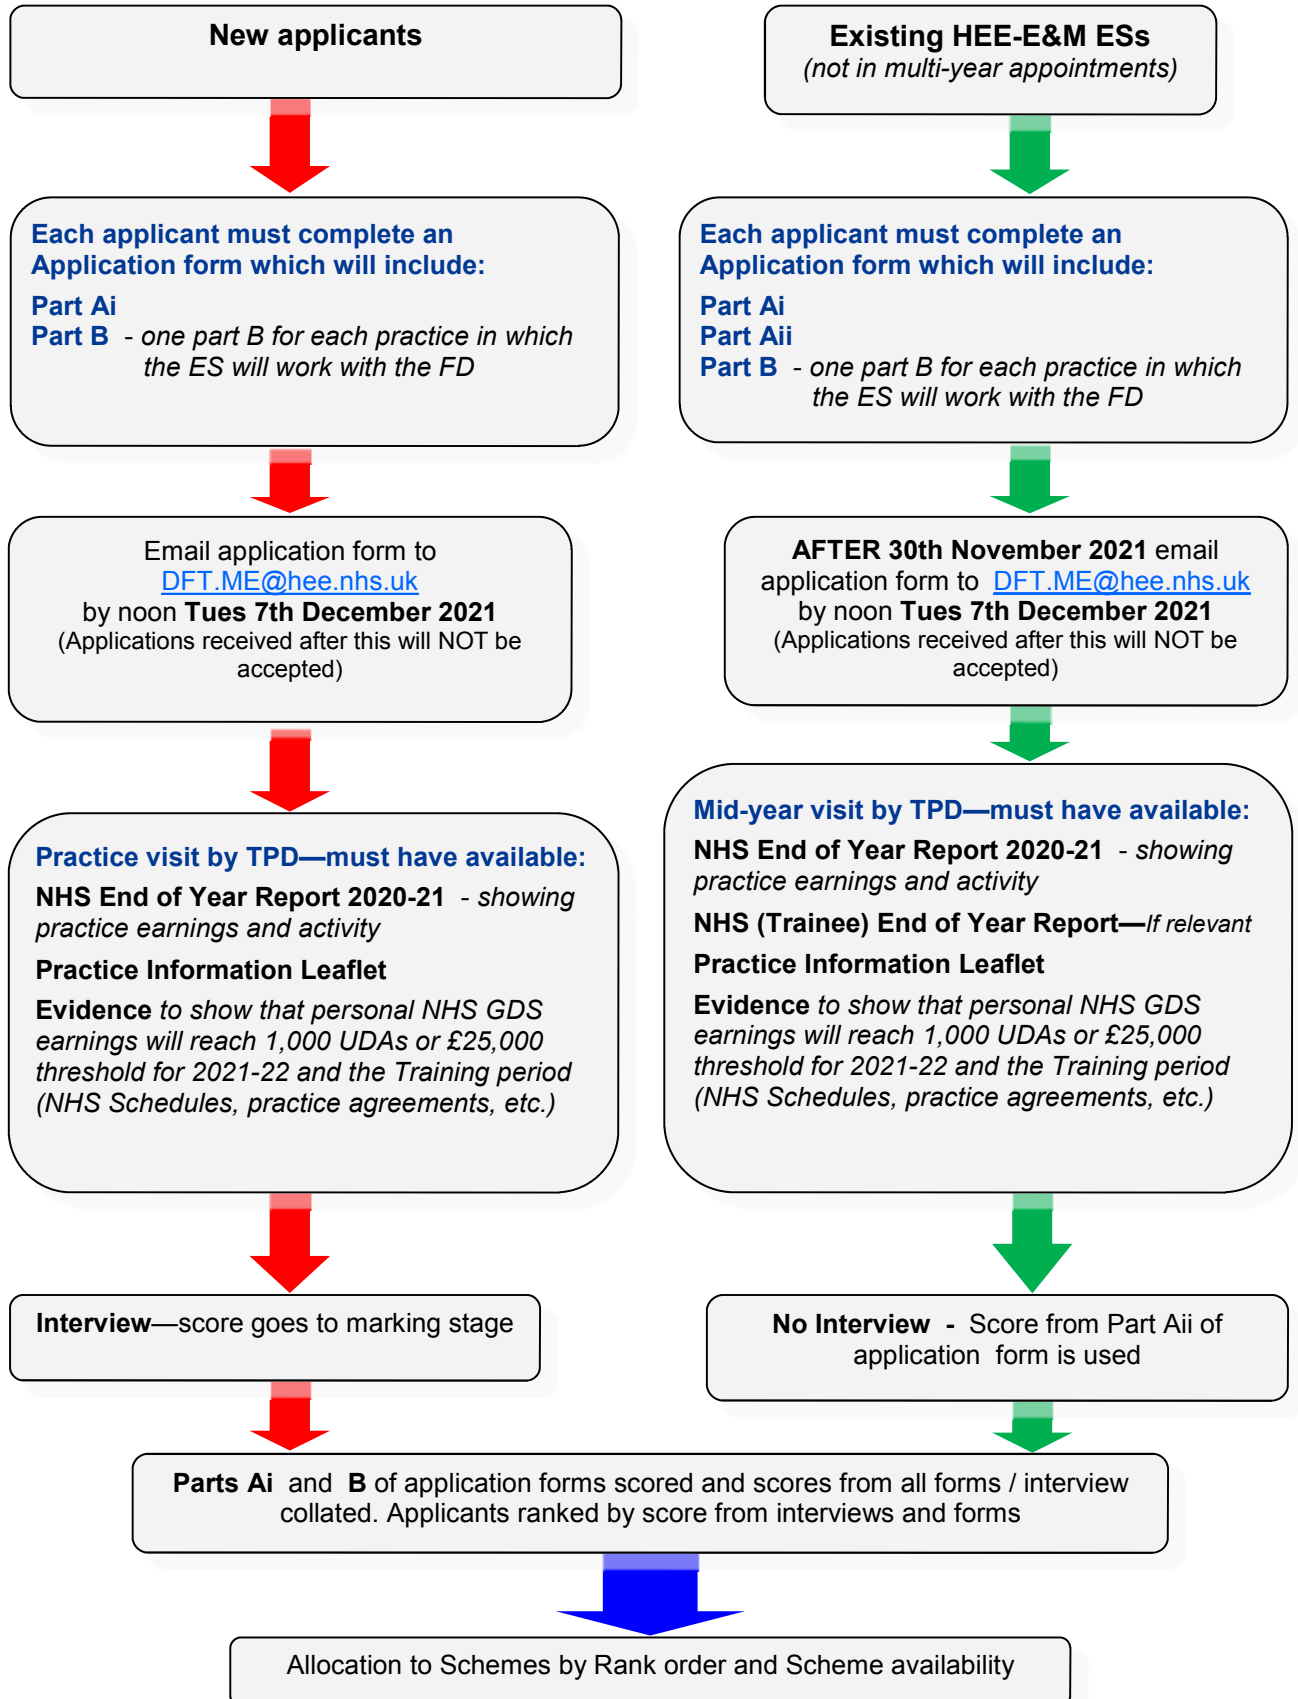 New applicants
Existing HEE-E&M ESs
(not in multi-year appointments)
Each applicant must complete an
Application form which will include:
Part Ai
Part B - one part B for each practice in which
the ES will work with the FD
Each applicant must complete an
Application form which will include:
Part Ai
Part Aii
Part B - one part B for each practice in which
the ES will work with the FD
Email application form to
DFT.ME@hee.nhs.uk
by noon Tues 7th December 2021
(Applications received after this will NOT be
accepted)
AFTER 30th November 2021 email
application form to DFT.ME@hee.nhs.uk
by noon Tues 7th December 2021
(Applications received after this will NOT be
accepted)
Practice visit by TPD—must have available:
NHS End of Year Report 2020-21 - showing
practice earnings and activity
Practice Information Leaflet
Evidence to show that personal NHS GDS
earnings will reach 1,000 UDAs or £25,000
threshold for 2021-22 and the Training period
(NHS Schedules, practice agreements, etc.)
Mid-year visit by TPD—must have available:
NHS End of Year Report 2020-21 - showing
practice earnings and activity
NHS (Trainee) End of Year Report—If relevant
Practice Information Leaflet
Evidence to show that personal NHS GDS
earnings will reach 1,000 UDAs or £25,000
threshold for 2021-22 and the Training period
(NHS Schedules, practice agreements, etc.)
Interview—score goes to marking stage
No Interview - Score from Part Aii of
application form is used
Parts Ai and B of application forms scored and scores from all forms / interview
collated. Applicants ranked by score from interviews and forms
Allocation to Schemes by Rank order and Scheme availability